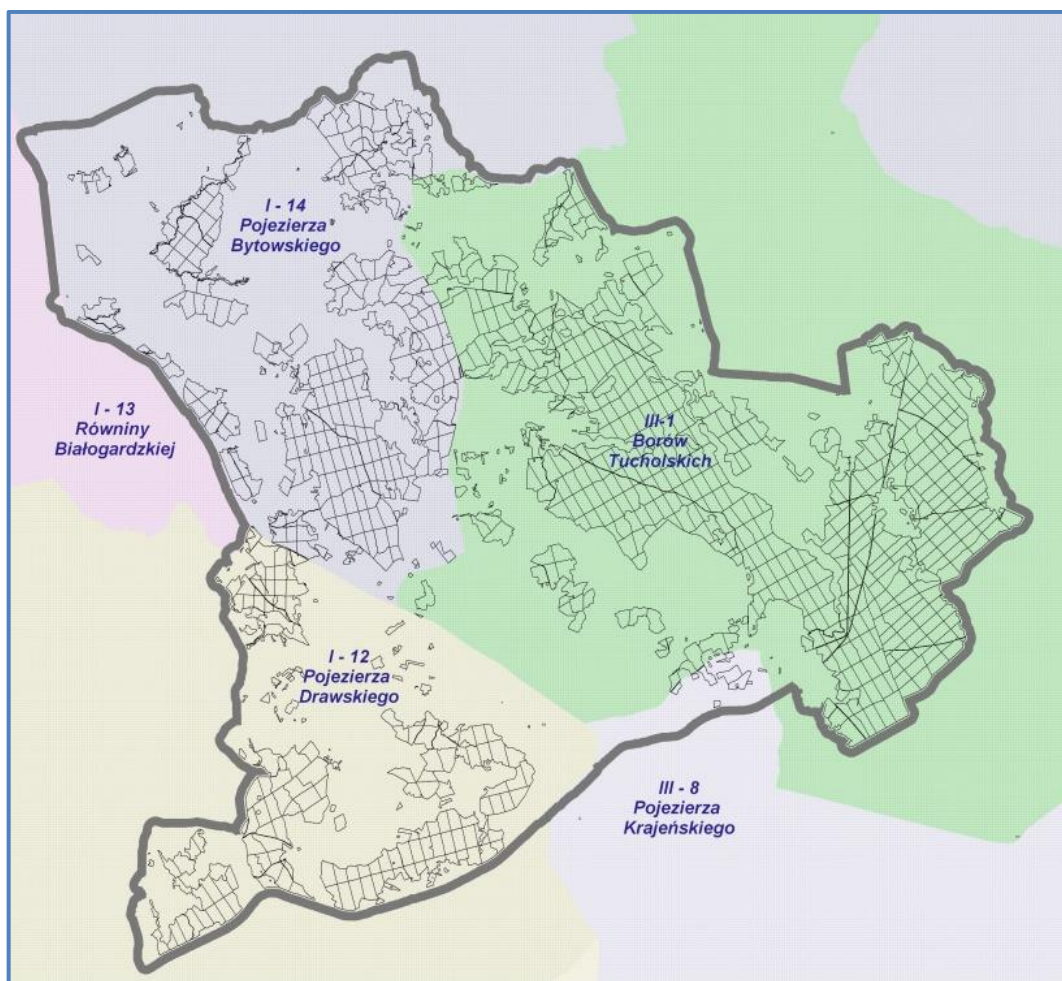 I - 14
Pojezierza
Bytowskiego
I - 13
Równiny
Białogardzkiej
III-1
Borów
Tucholskich
I - 12
Pojezierza
Drawskiego
III - 8
Pojezierza
Krajeńskiego